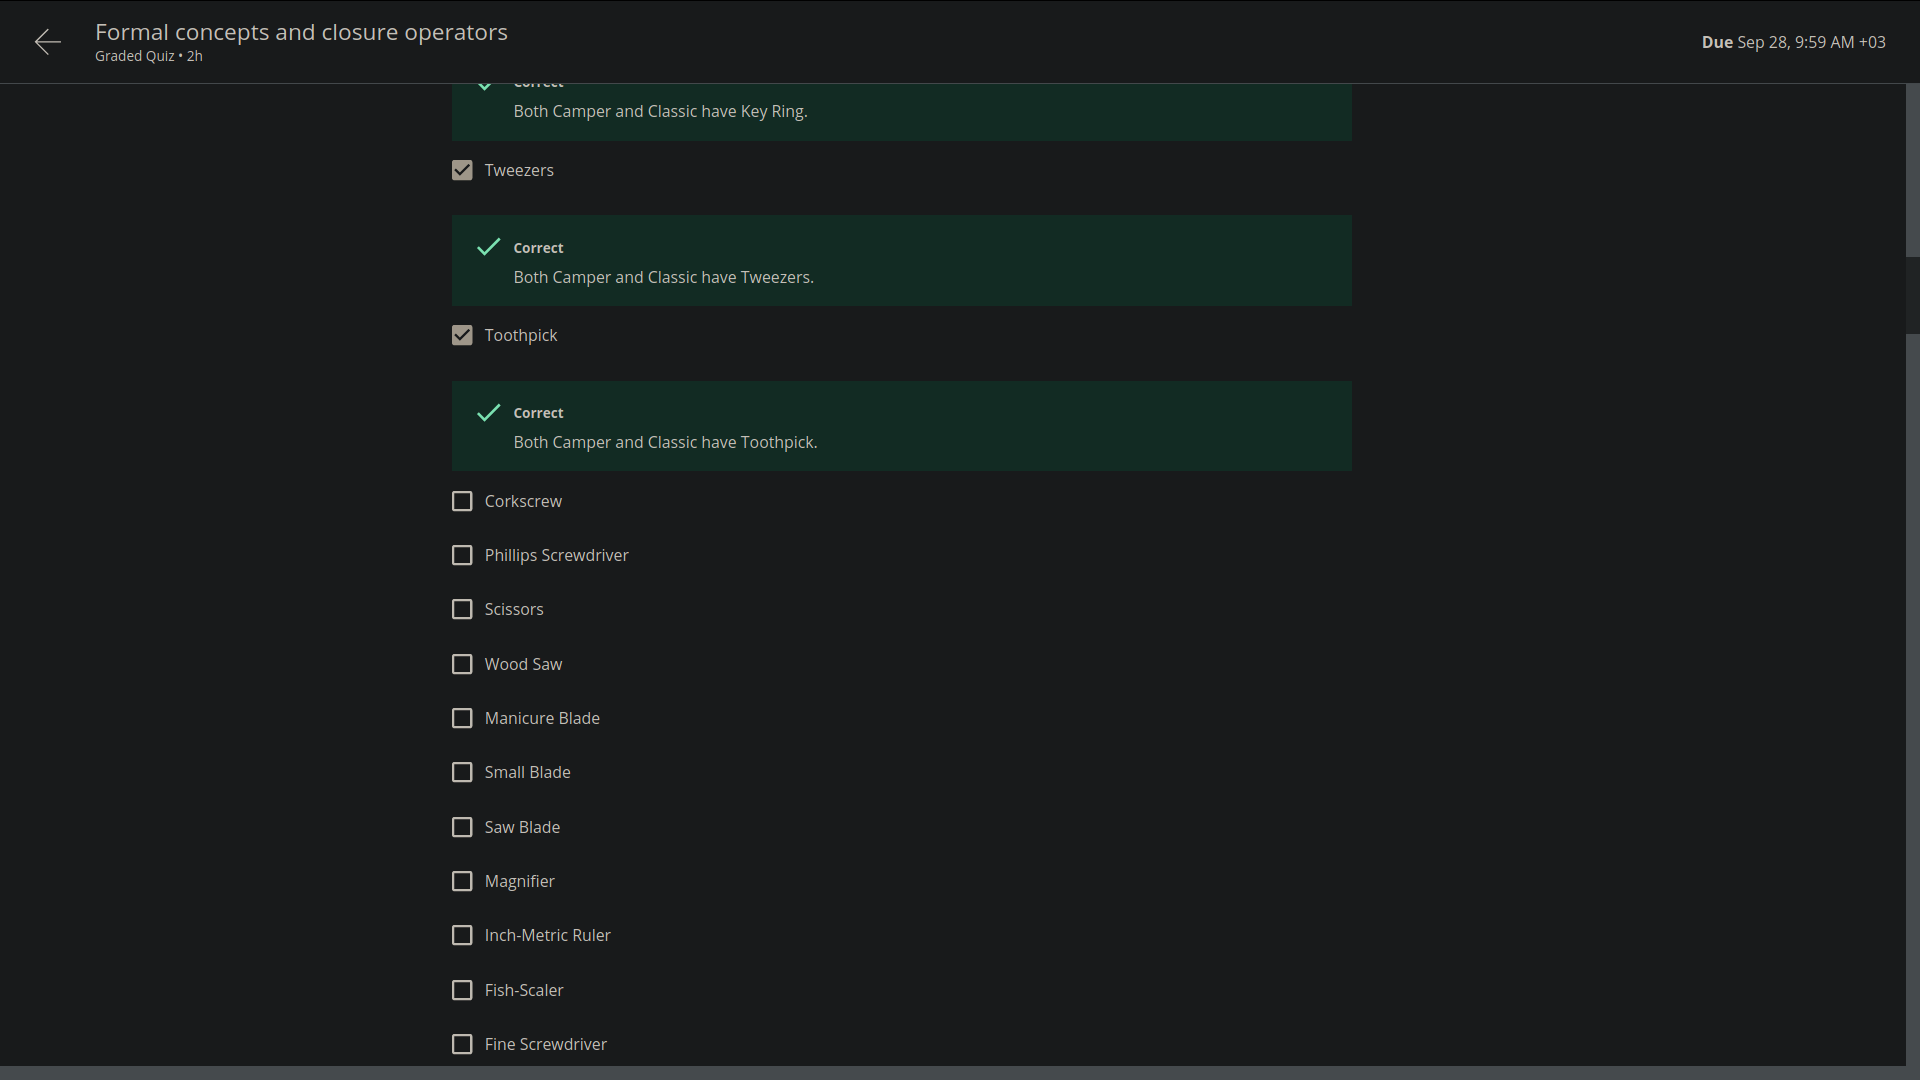 Formal concepts and closure operators
Graded Quiz • 2h
Due Sep 28, 9:59 AM +03
Correct
Both Camper and Classic have Key Ring.
Tweezers
Correct
Both Camper and Classic have Tweezers.
Toothpick
Correct
Both Camper and Classic have Toothpick.
Corkscrew
Phillips Screwdriver
Scissors
Wood Saw
Manicure Blade
Small Blade
Saw Blade
Magnifier
Inch-Metric Ruler
Fish-Scaler
Fine Screwdriver